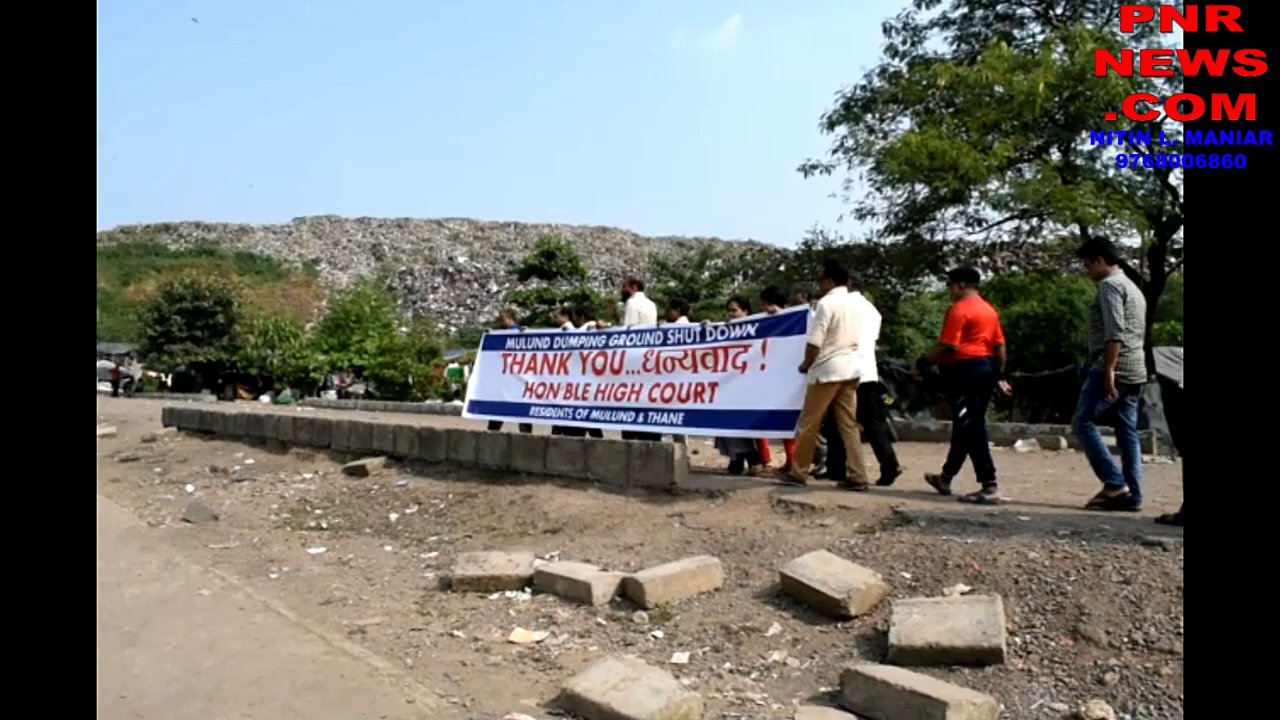 PNR
NEWS
.COM
NITIN L. MANIAR
9768006860
MULUND DUMPING GROUND SHUT DOWN
THANK YOU...धन्यवाद !
HON'BLE HIGH COURT
RESIDENTS OF MULUND & THANE